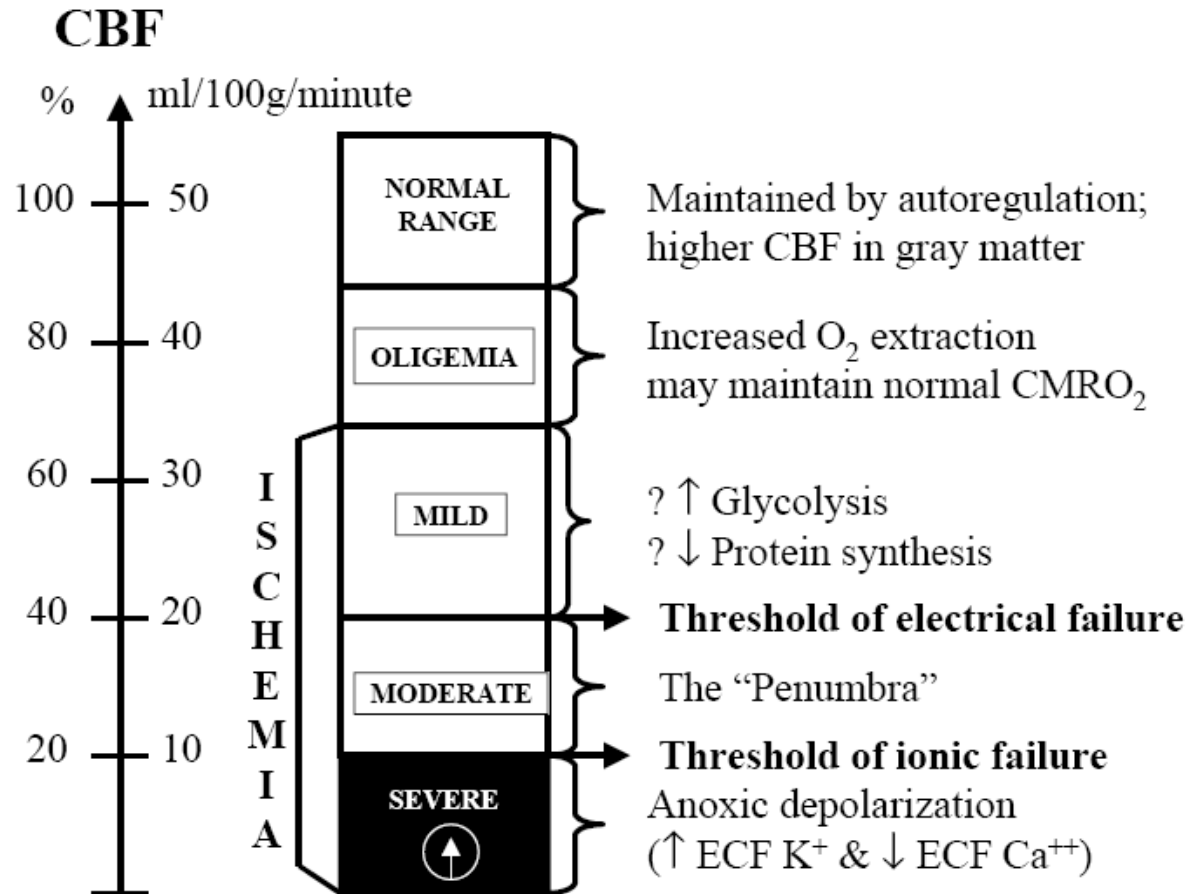 CBF
% ml/100g/minute
100 50
NORMAL
RANGE
Maintained by autoregulation;
higher CBF in gray matter
80 40
OLIGEMIA
Increased O₂ extraction
may maintain normal CMRO₂
60 30
MILD
? ↑ Glycolysis
? ↓ Protein synthesis
40 20
Threshold of electrical failure
MODERATE
The “Penumbra”
20 10
Threshold of ionic failure
SEVERE
Anoxic depolarization
(↑ ECF K⁺ & ↓ ECF Ca⁺⁺)
ISCHEMIA